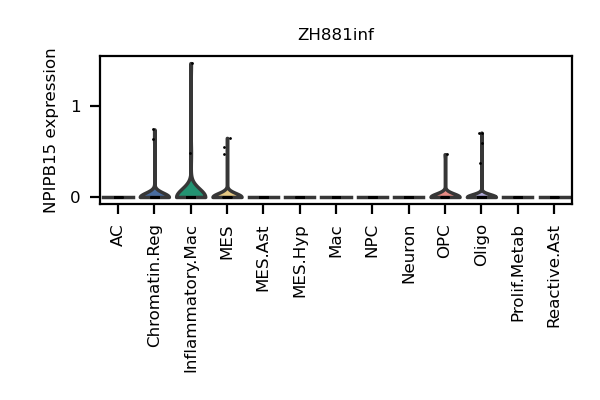 ZH881inf
NPIPB15 expression
1
0
AC
Chromatin.Reg
Inflammatory.Mac
MES
MES.Ast
MES.Hyp
Mac
NPC
Neuron
OPC
Oligo
Prolif.Metab
Reactive.Ast